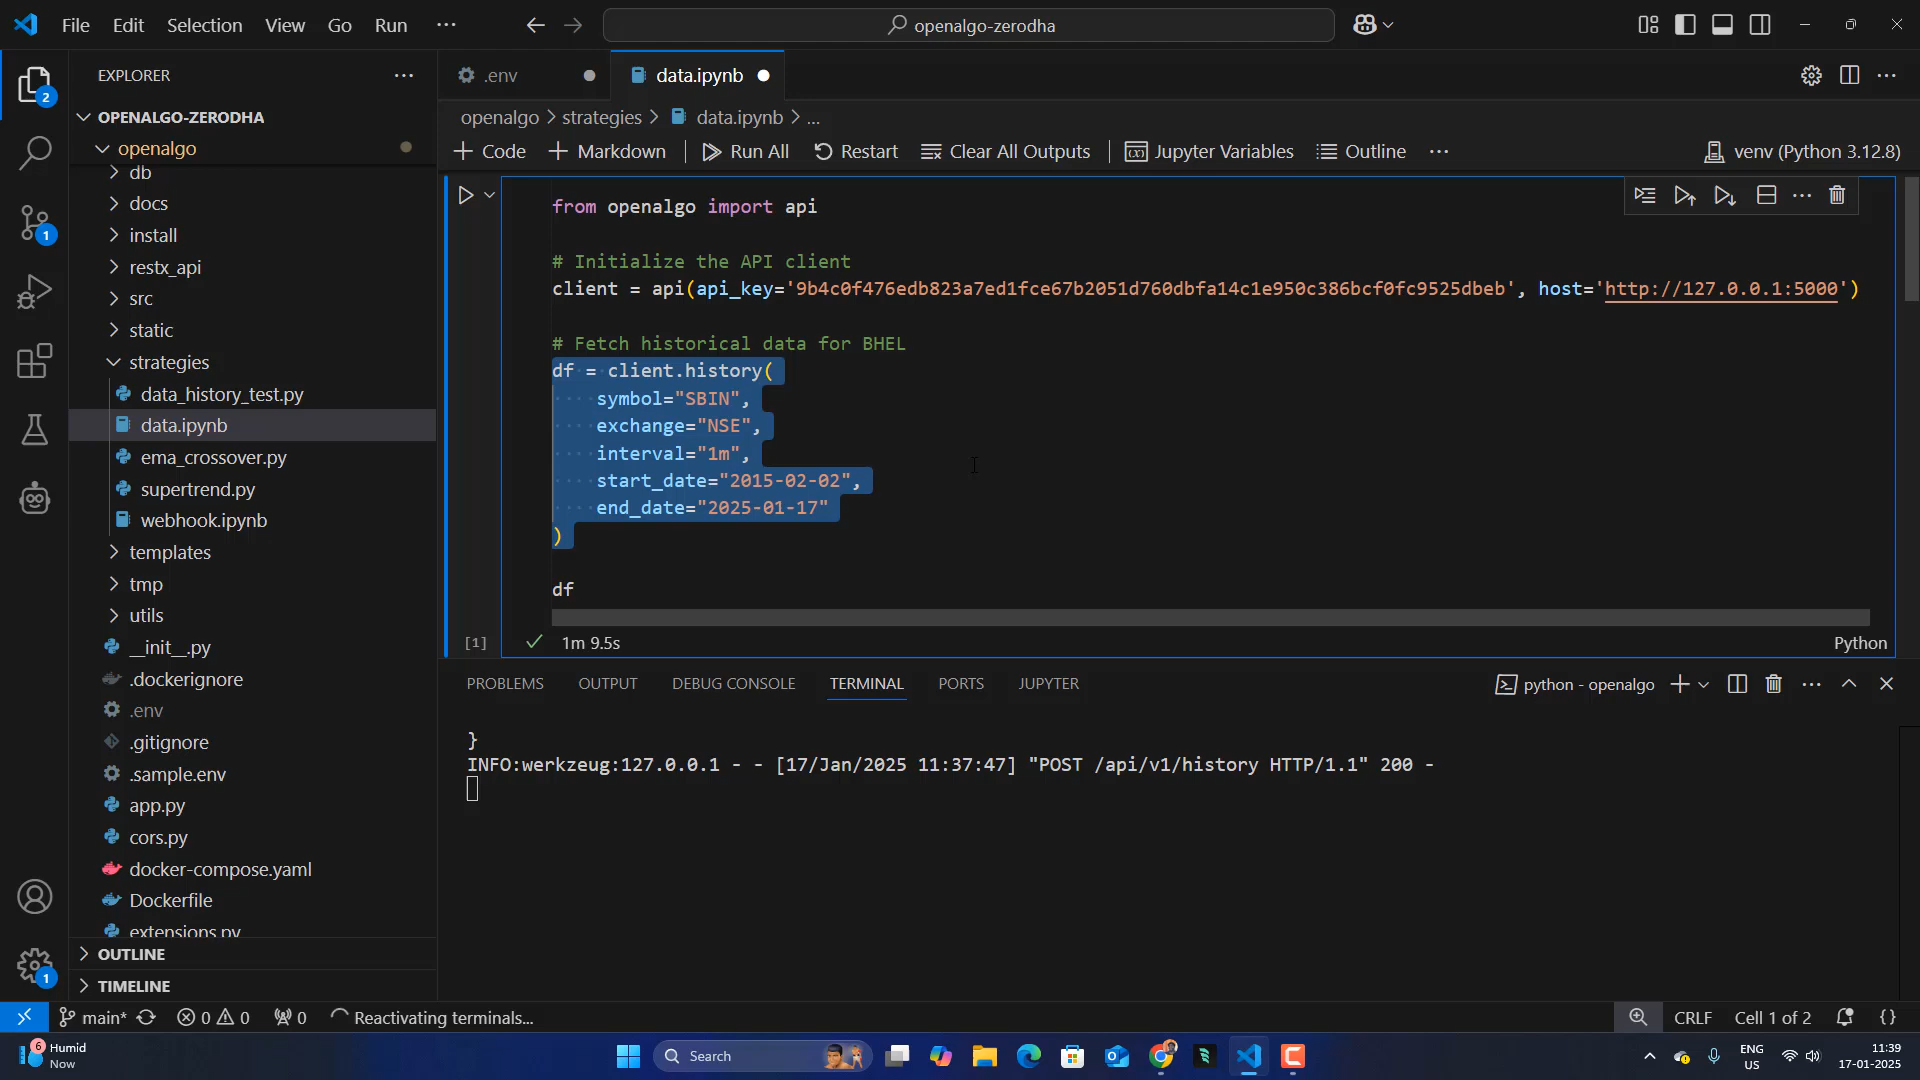 File Edit Selection View Go Run ···
openalgo-zerodha
EXPLORER
OPENALGO-ZERODHA
openalgo
db
docs
install
restx_api
src
static
strategies
data_history_test.py
data.ipynb
ema_crossover.py
supertrend.py
webhook.ipynb
templates
tmp
utils
__init__.py
.dockerignore
.env
.gitignore
.sample.env
app.py
cors.py
docker-compose.yaml
Dockerfile
extensions.py
OUTLINE
TIMELINE
2
1
1
.env
data.ipynb
openalgo > strategies > data.ipynb > ...
+ Code + Markdown Run All Restart Clear All Outputs Jupyter Variables Outline ···
venv (Python 3.12.8)
from openalgo import api
# Initialize the API client
client = api(api_key='9b4c0f476edb823a7ed1fce67b2051d760dbfa14c1e950c386bcf0fc9525dbeb', host='http://127.0.0.1:5000')
# Fetch historical data for BHEL
df = client.history(
symbol="SBIN",
exchange="NSE",
interval="1m",
start_date="2015-02-02",
end_date="2025-01-17"
)
df
[1] 1m 9.5s Python
PROBLEMS OUTPUT DEBUG CONSOLE TERMINAL PORTS JUPYTER
python - openalgo
}
INFO:werkzeug:127.0.0.1 - - [17/Jan/2025 11:37:47] "POST /api/v1/history HTTP/1.1" 200 -
main* 0 0 0 Reactivating terminals...
CRLF Cell 1 of 2 {}
6
Humid
Now
Search
ENG
US
11:39
17-01-2025